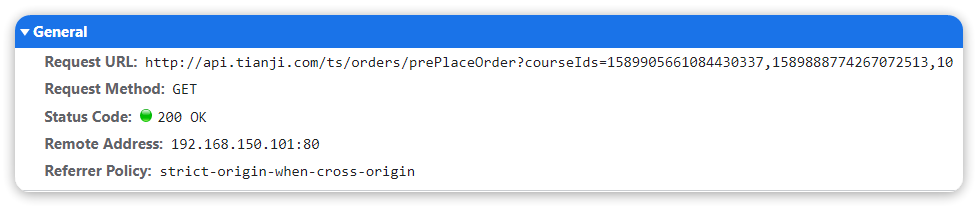 General
Request URL: http://api.tianji.com/ts/orders/prePlaceOrder?courseIds=1589905661084430337,1589888774267072513,10
Request Method: GET
Status Code: 200 OK
Remote Address: 192.168.150.101:80
Referrer Policy: strict-origin-when-cross-origin